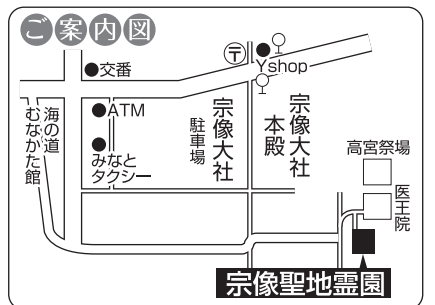 ご案内図
交番
〒
Yshop
ATM
海の道
むなかた館
みなと
タクシー
宗像大社
駐車場
宗像大社
本殿
高宮祭場
医王院
宗像聖地霊園